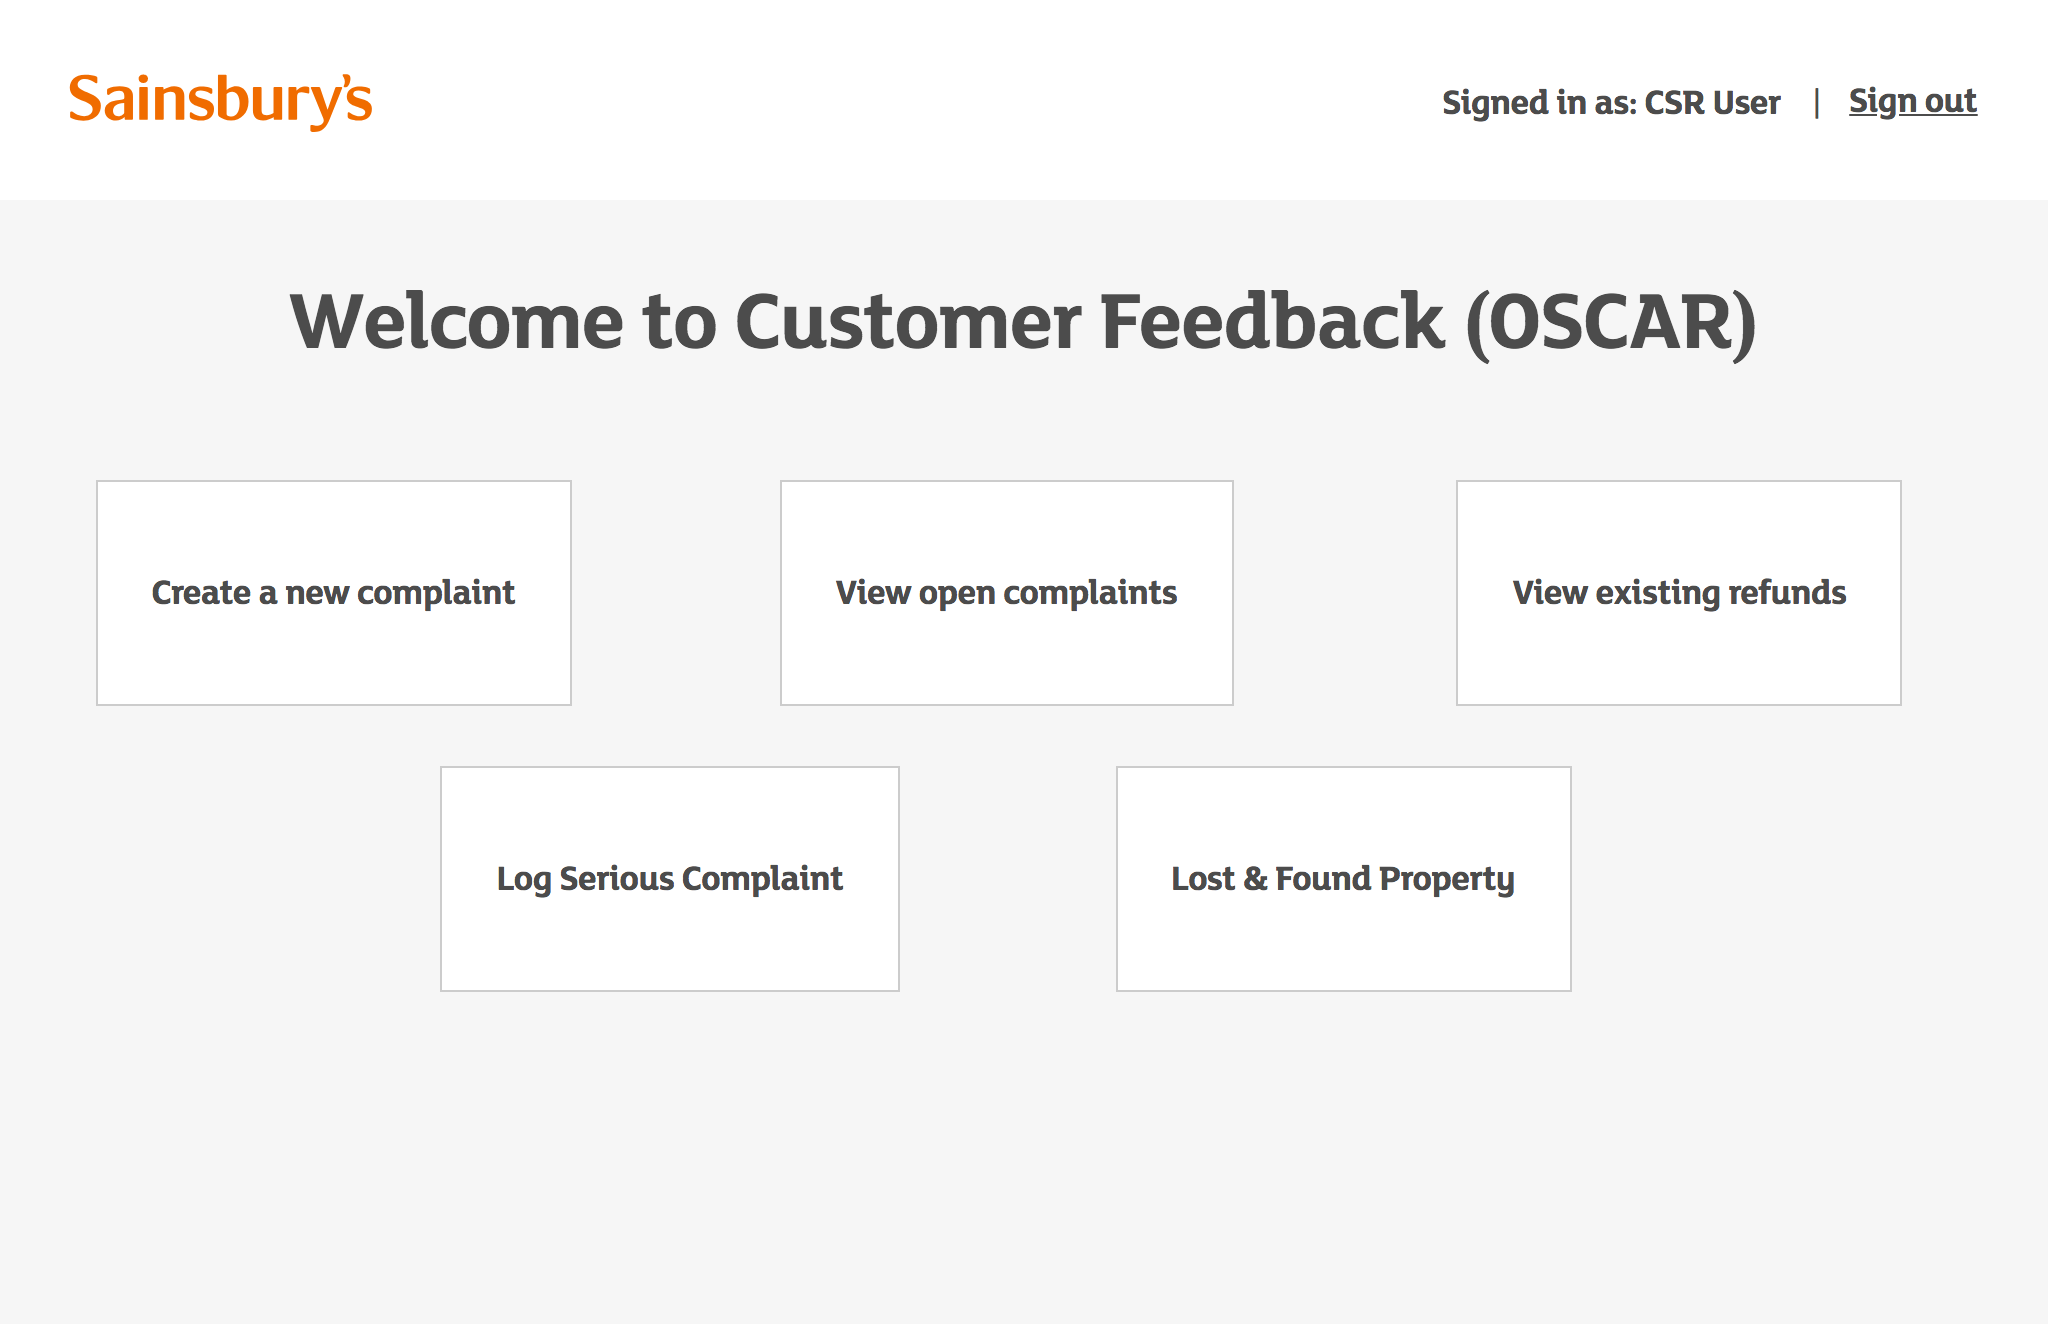 Sainsbury's
Signed in as: CSR User | Sign out
Welcome to Customer Feedback (OSCAR)
Create a new complaint
View open complaints
View existing refunds
Log Serious Complaint
Lost & Found Property